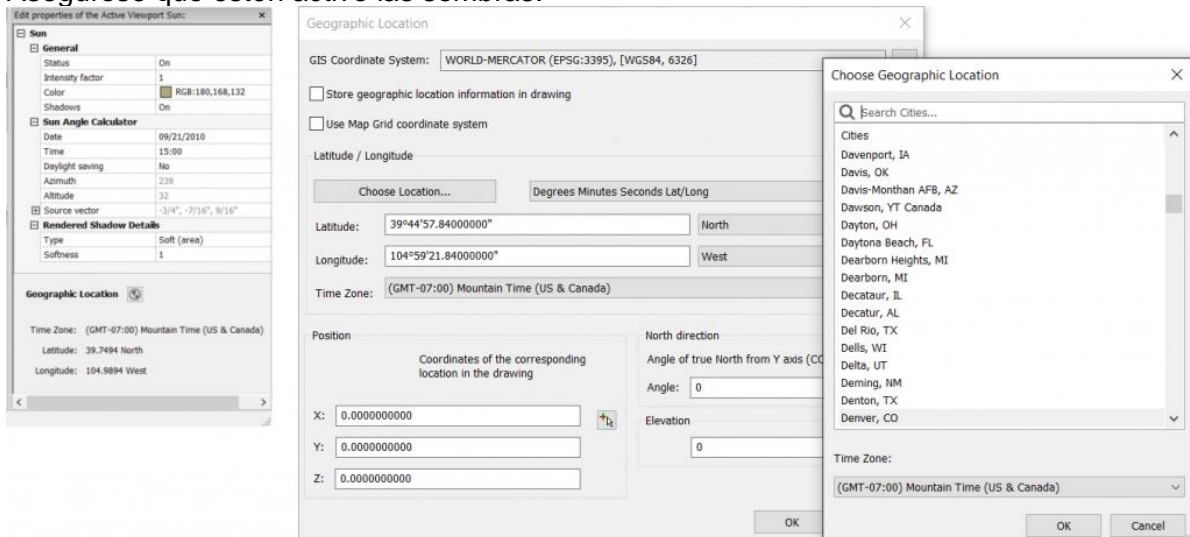 Asegúrese que estén activo las sombras.
Edit properties of the Active Viewport Sun:
Sun
General
Status On
Intensity factor 1
Color RGB:180,168,132
Shadows On
Sun Angle Calculator
Date 09/21/2010
Time 15:00
Daylight saving No
Azimuth 239
Altitude 32
Source vector -3/4", -7/16", 9/16"
Rendered Shadow Details
Type Soft (area)
Softness 1
Geographic Location
Time Zone: (GMT-07:00) Mountain Time (US & Canada)
Latitude: 39.7494 North
Longitude: 104.9894 West
Geographic Location
GIS Coordinate System: WORLD-MERCATOR (EPSG:3395), [WGS84, 6326]
Store geographic location information in drawing
Use Map Grid coordinate system
Latitude / Longitude
Choose Location... Degrees Minutes Seconds Lat/Long
Latitude: 39º44'57.84000000" North
Longitude: 104º59'21.84000000" West
Time Zone: (GMT-07:00) Mountain Time (US & Canada)
Position
Coordinates of the corresponding
location in the drawing
X: 0.0000000000
Y: 0.0000000000
Z: 0.0000000000
North direction
Angle of true North from Y axis
Angle: 0
Elevation
0
OK
Choose Geographic Location
Search Cities...
Cities
Davenport, IA
Davis, OK
Davis-Monthan AFB, AZ
Dawson, YT Canada
Dayton, OH
Daytona Beach, FL
Dearborn Heights, MI
Dearborn, MI
Decataur, IL
Decatur, AL
Del Rio, TX
Dells, WI
Delta, UT
Deming, NM
Denton, TX
Denver, CO
Time Zone:
(GMT-07:00) Mountain Time (US & Canada)
OK Cancel